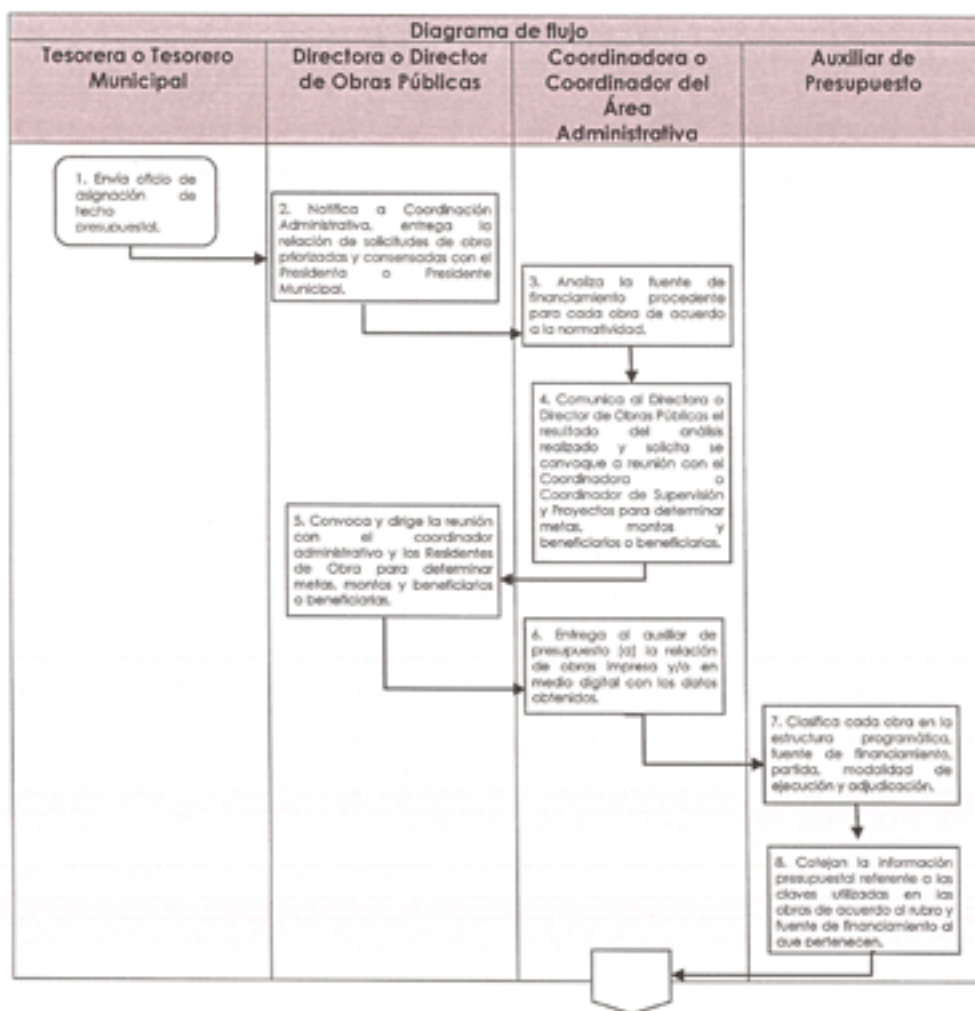 Diagrama de flujo
Tesorera o Tesorero
Municipal
Directora o Director
de Obras Públicas
Coordinadora o
Coordinador del
Área
Administrativa
Auxiliar de
Presupuesto
1. Envía oficio de
asignación de
techo
presupuestal.
2. Notifica a Coordinación
Administrativa, entrega la
relación de solicitudes de obra
priorizadas y consensadas con el
Presidenta o Presidente
Municipal.
3. Analiza la fuente de
financiamiento procedente
para cada obra de acuerdo
a la normatividad.
4. Comunica al Directora o
Director de Obras Públicas el
resultado del análisis
realizado y solicita se
convoque a reunión con el
Coordinadora o
Coordinador de Supervisión
y Proyectos para determinar
metas, montos y
beneficiarios o beneficiarias.
5. Convoca y dirige la reunión
con el coordinador
administrativo y los Residentes
de Obra para determinar
metas, montos y beneficiarios
o beneficiarias.
6. Entrega al auxiliar de
presupuesto (a) la relación
de obras impresa y/o en
medio digital con los datos
obtenidos.
7. Clasifica cada obra en la
estructura programática,
fuente de financiamiento,
partida, modalidad de
ejecución y adjudicación.
8. Cotejan la información
presupuestal referente a las
claves utilizadas en las
obras de acuerdo al rubro y
fuente de financiamiento al
que pertenecen.